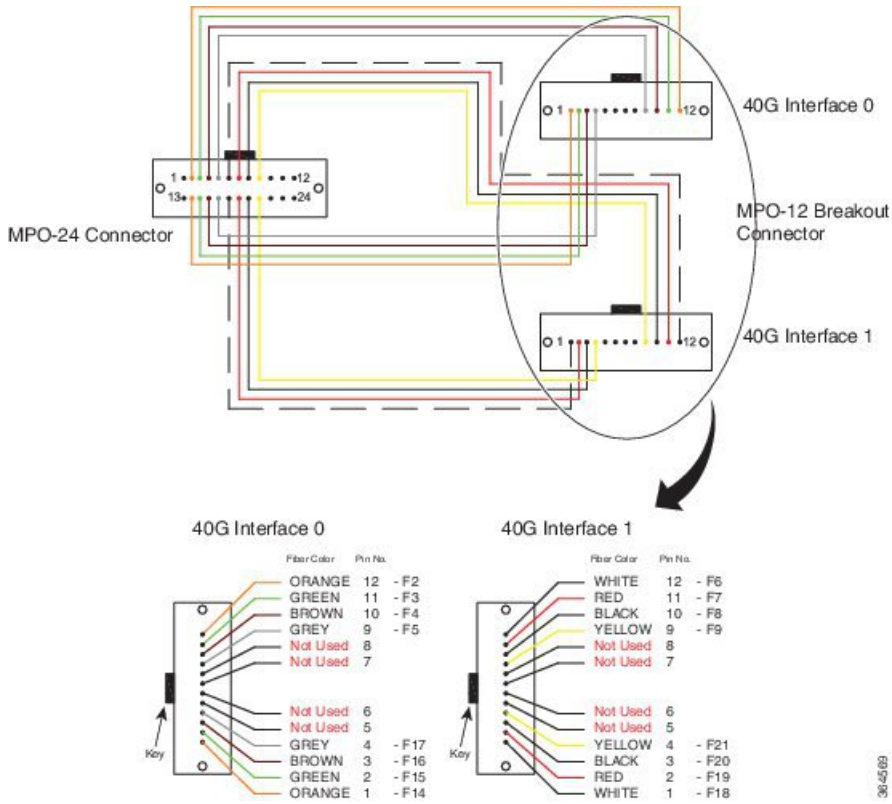 40G Interface 0
1 12
1 12
13 24
MPO-24 Connector
MPO-12 Breakout
Connector
1 12
40G Interface 1
40G Interface 0
Fiber Color Pin No.
ORANGE 12 - F2
GREEN 11 - F3
BROWN 10 - F4
GREY 9 - F5
Not Used 8
Not Used 7
Not Used 6
Not Used 5
GREY 4 - F17
BROWN 3 - F16
GREEN 2 - F15
ORANGE 1 - F14
Key
40G Interface 1
Fiber Color Pin No.
WHITE 12 - F6
RED 11 - F7
BLACK 10 - F8
YELLOW 9 - F9
Not Used 8
Not Used 7
Not Used 6
Not Used 5
YELLOW 4 - F21
BLACK 3 - F20
RED 2 - F19
WHITE 1 - F18
Key
364569